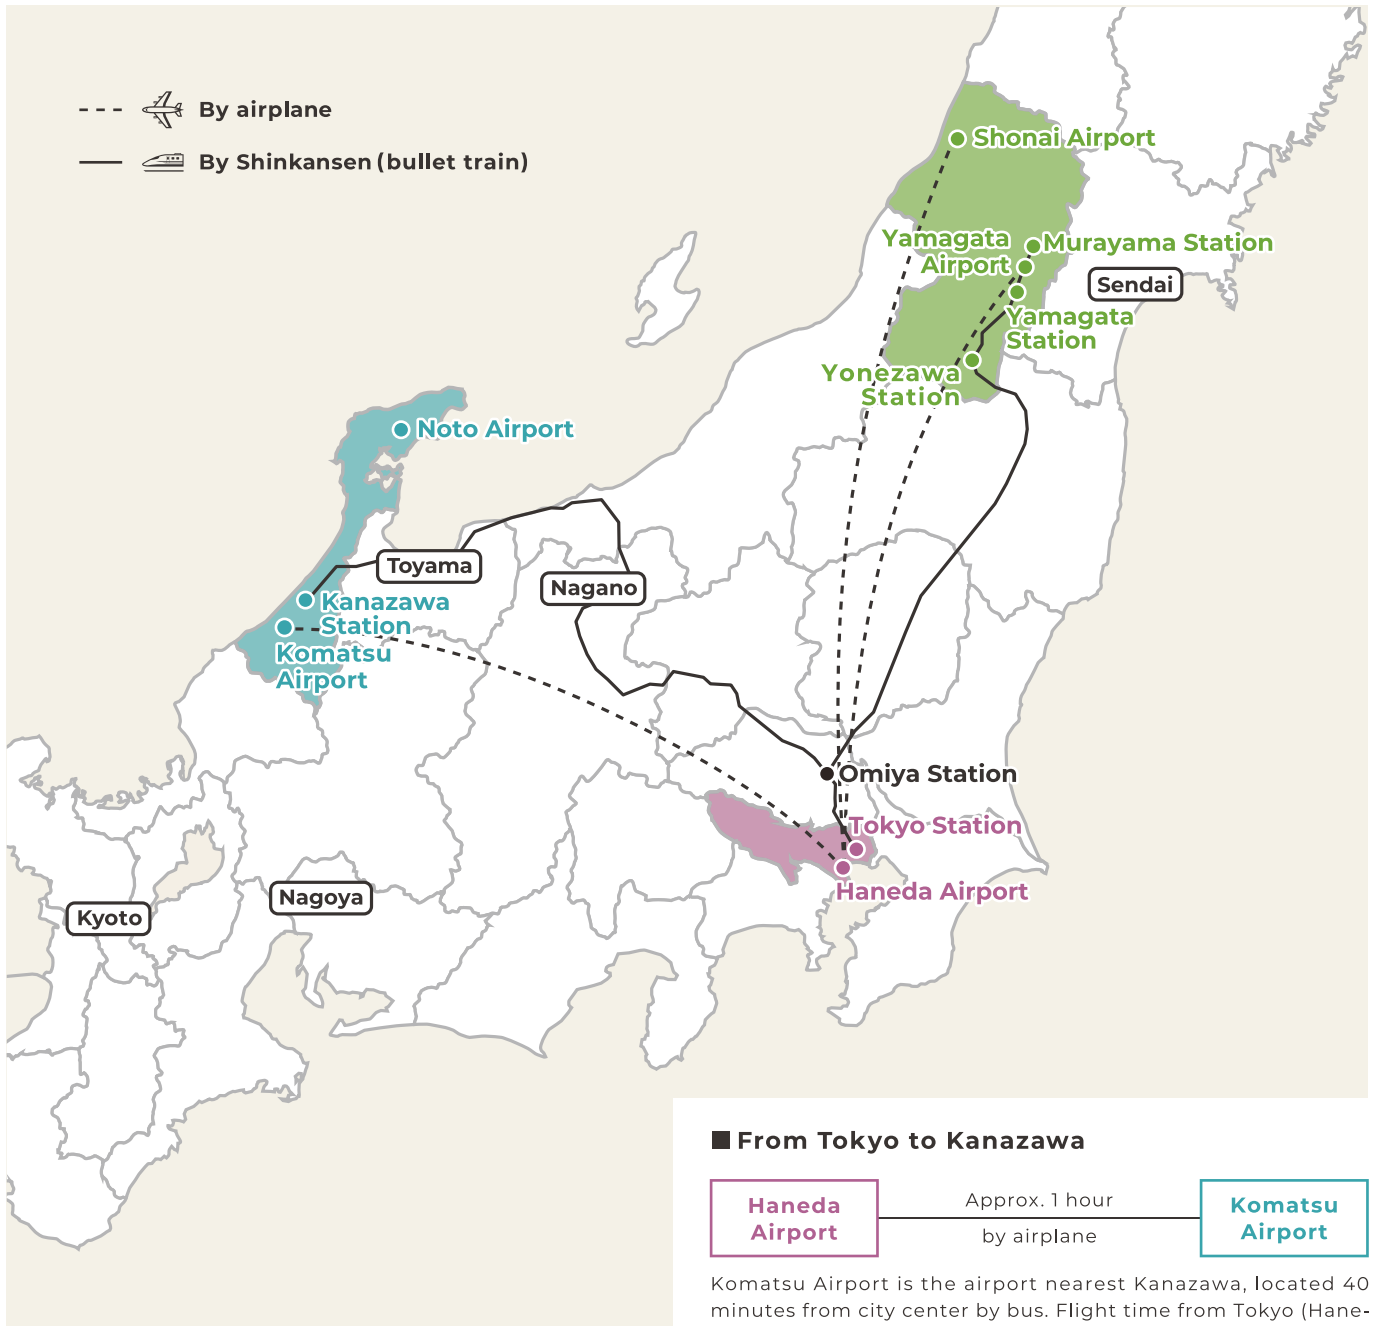 By airplane
By Shinkansen (bullet train)
Shonai Airport
Yamagata
Airport
Murayama Station
Sendai
Yamagata
Station
Yonezawa
Station
Noto Airport
Toyama
Nagano
Kanazawa
Station
Komatsu
Airport
Omiya Station
Tokyo Station
Haneda Airport
Nagoya
Kyoto
■ From Tokyo to Kanazawa
Haneda
Airport
Approx. 1 hour
by airplane
Komatsu
Airport
Komatsu Airport is the airport nearest Kanazawa, located 40
minutes from city center by bus. Flight time from Tokyo (Hane-